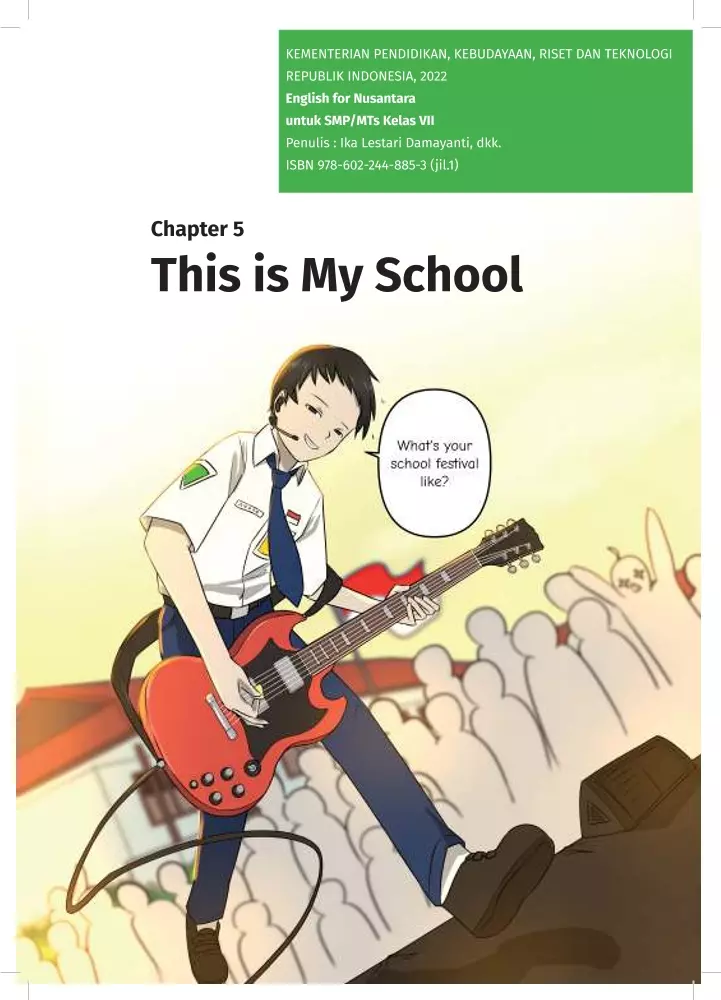 KEMENTERIAN PENDIDIKAN, KEBUDAYAAN, RISET DAN TEKNOLOGI
REPUBLIK INDONESIA, 2022
English for Nusantara
untuk SMP/MTs Kelas VII
Penulis : Ika Lestari Damayanti, dkk.
ISBN 978-602-244-885-3 (jil.1)
Chapter 5
This is My School
What's your
school festival
like?